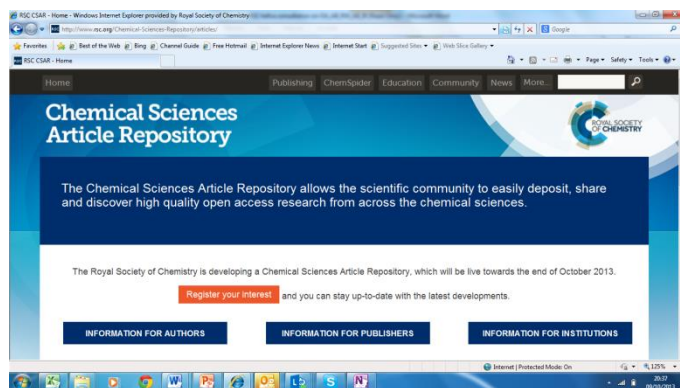 RSC CSAR - Home - Windows Internet Explorer provided by Royal Society of Chemistry
http://www.rsc.org/Chemical-Sciences-Repository/articles/
Google
Favorites Best of the Web Bing Channel Guide Free Hotmail Internet Explorer News Internet Start Suggested Sites Web Slice Gallery
RSC CSAR - Home
Page Safety Tools
Home Publishing ChemSpider Education Community News More...
Chemical Sciences
Article Repository
ROYAL SOCIETY
OF CHEMISTRY
The Chemical Sciences Article Repository allows the scientific community to easily deposit, share
and discover high quality open access research from across the chemical sciences.
The Royal Society of Chemistry is developing a Chemical Sciences Article Repository, which will be live towards the end of October 2013.
Register your interest and you can stay up-to-date with the latest developments.
INFORMATION FOR AUTHORS INFORMATION FOR PUBLISHERS INFORMATION FOR INSTITUTIONS
Internet | Protected Mode: On 125%
20:37
09/10/2013